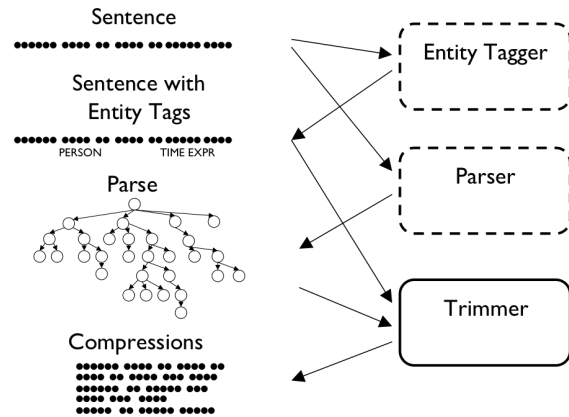 Sentence
Entity Tagger
Sentence with
Entity Tags
PERSON TIME EXPR
Parser
Parse
Trimmer
Compressions